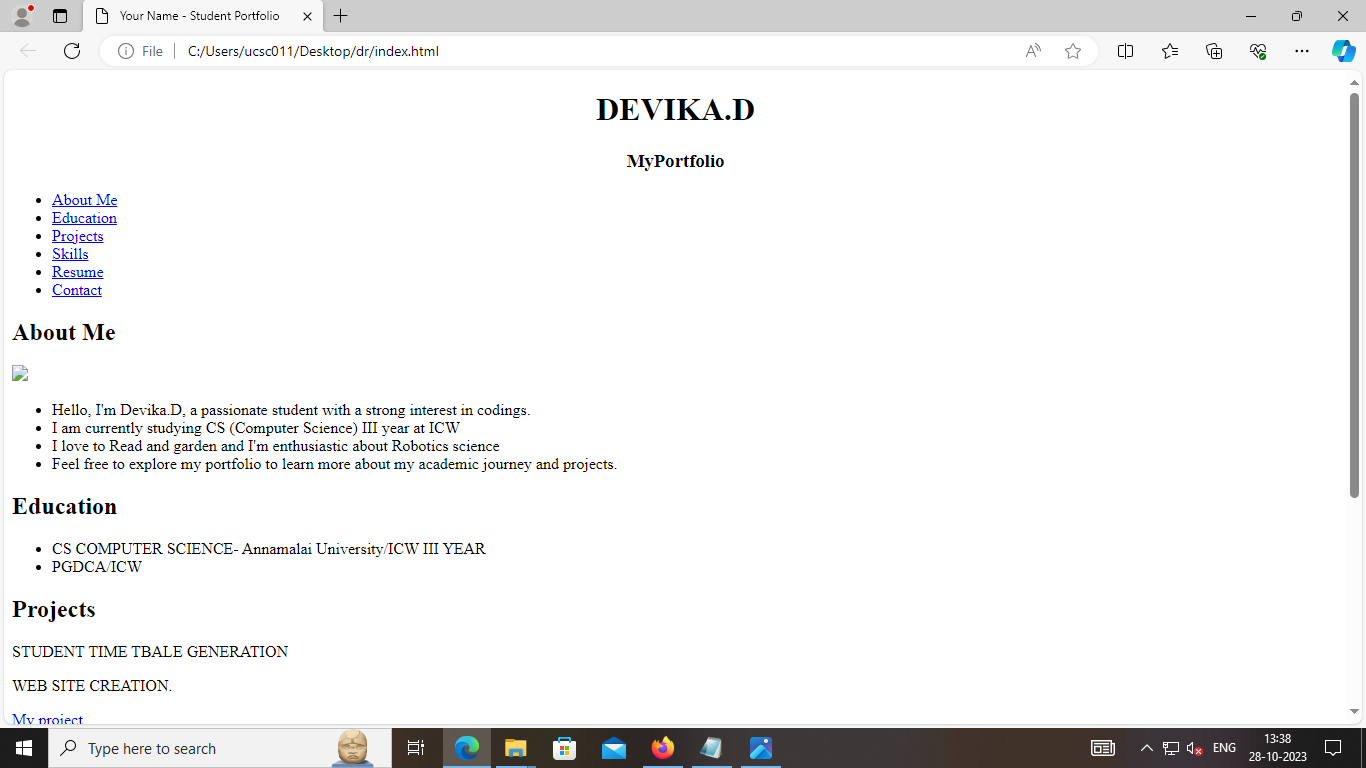 Your Name - Student Portfolio
File
C:/Users/ucsc011/Desktop/dr/index.html
DEVIKA.D
MyPortfolio
About Me
Education
Projects
Skills
Resume
Contact
About Me
Hello, I'm Devika.D, a passionate student with a strong interest in codings.
I am currently studying CS (Computer Science) III year at ICW
I love to Read and garden and I'm enthusiastic about Robotics science
Feel free to explore my portfolio to learn more about my academic journey and projects.
Education
CS COMPUTER SCIENCE- Annamalai University/ICW III YEAR
PGDCA/ICW
Projects
STUDENT TIME TBALE GENERATION
WEB SITE CREATION.
My project
Type here to search
ENG
13:38
28-10-2023